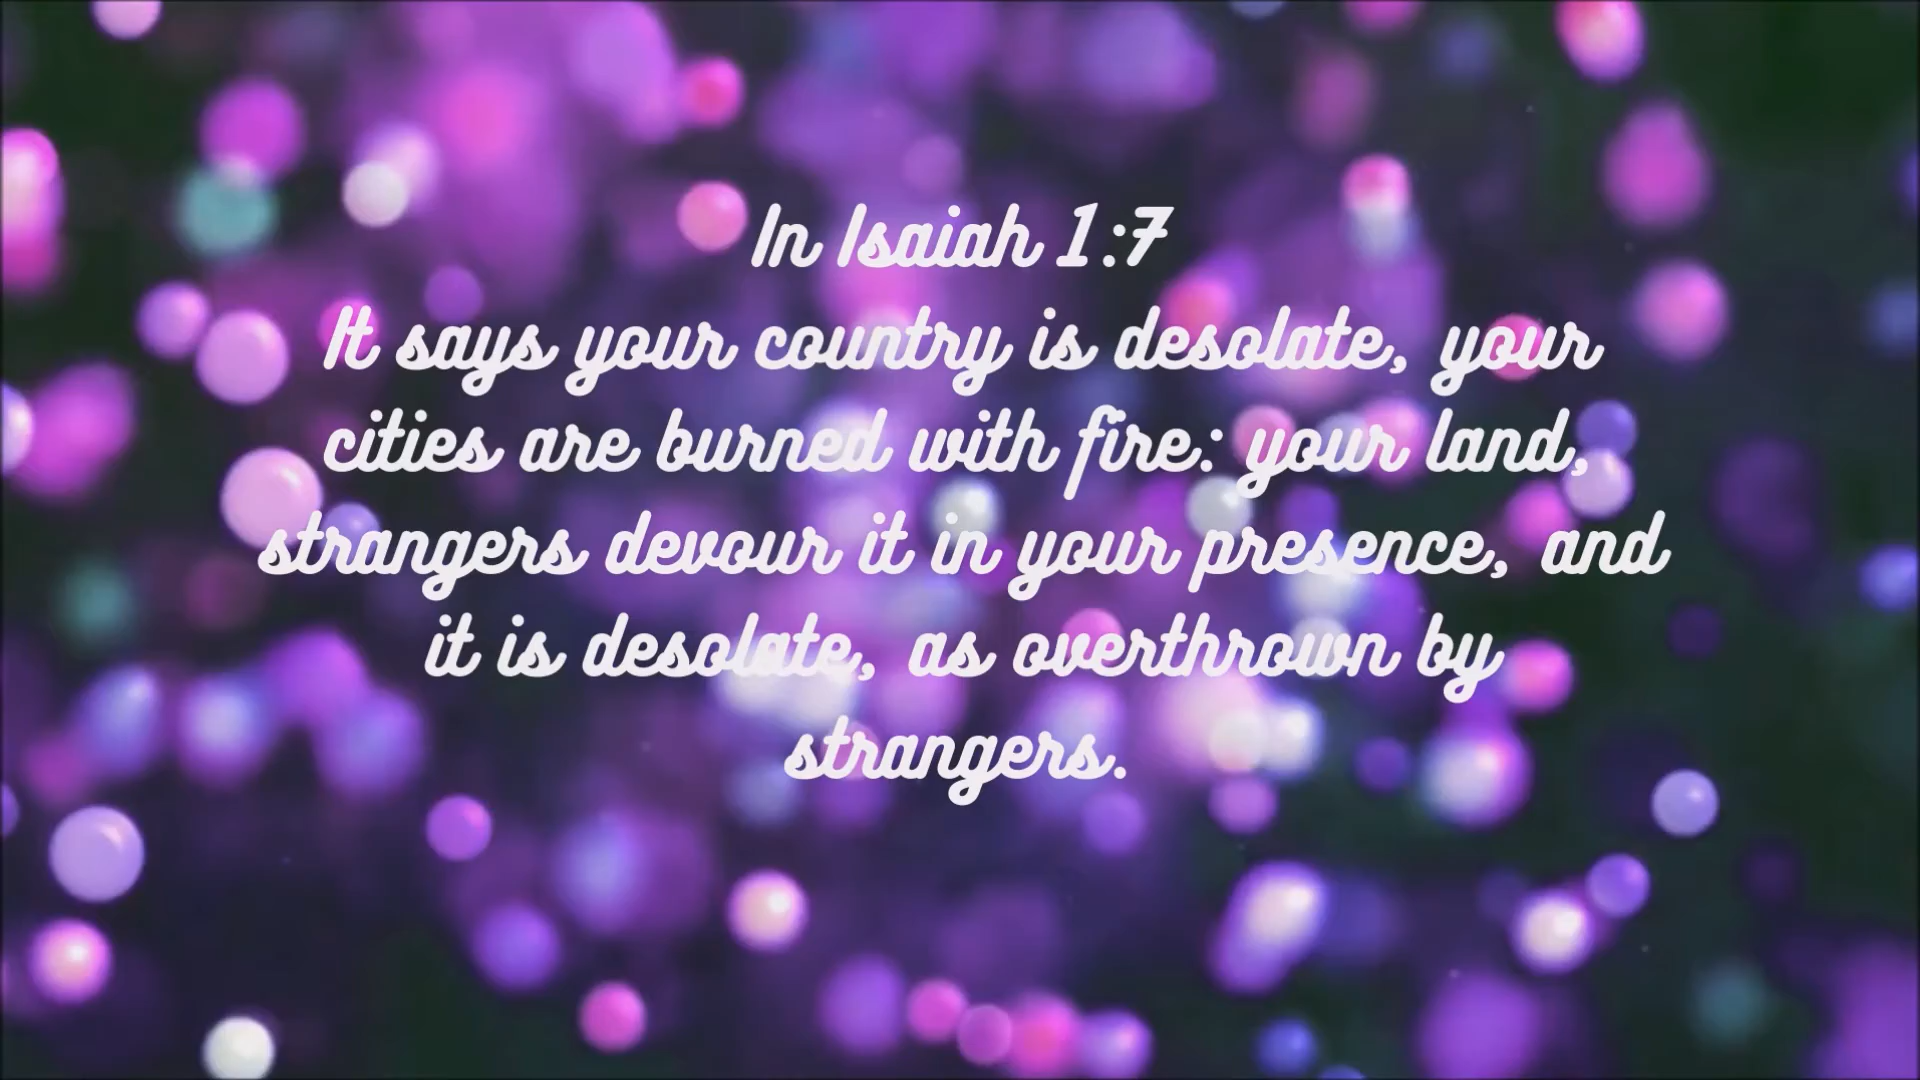 In Isaiah 1:7
It says your country is desolate, your
cities are burned with fire: your land,
strangers devour it in your presence, and
it is desolate, as overthrown by
strangers.